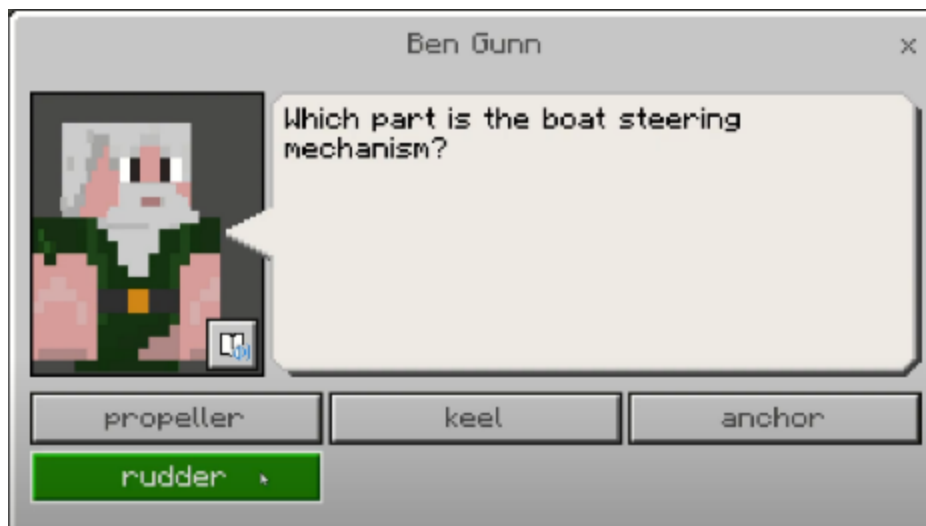 Ben Gunn x
Which part is the boat steering
mechanism?
propeller keel anchor
rudder